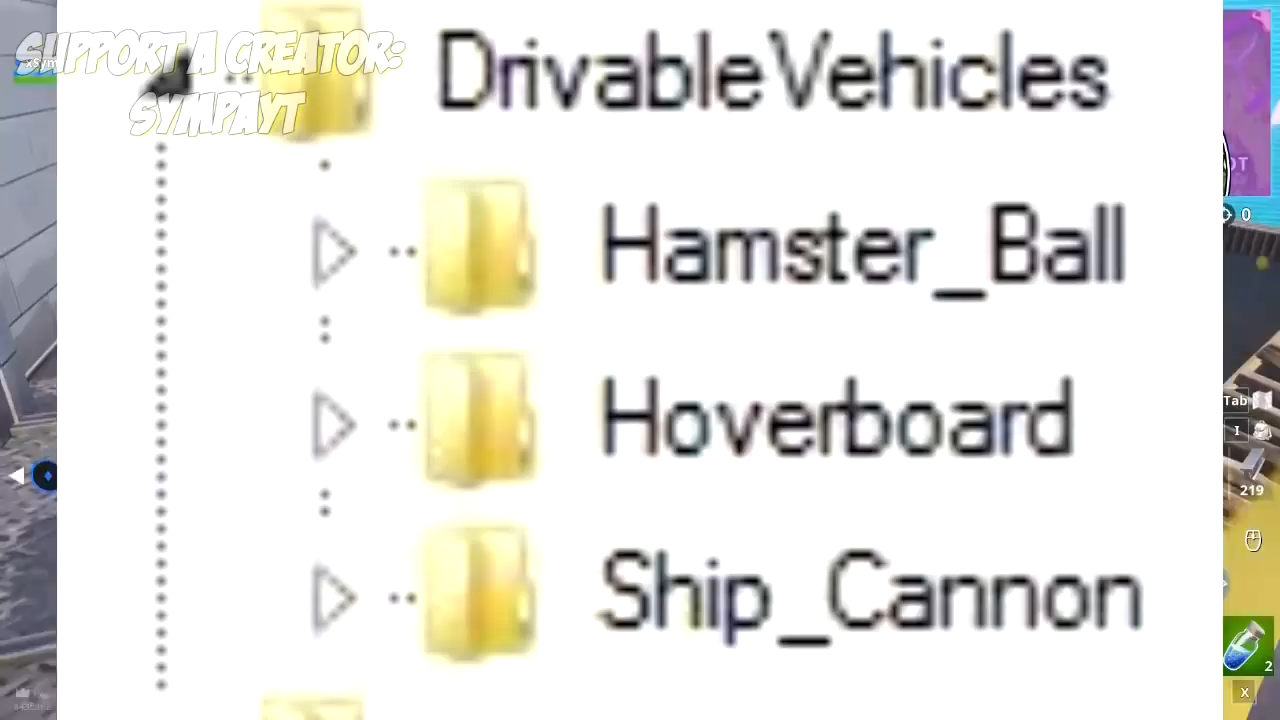 SUPPORT A CREATOR:
SYMPAYT
DrivableVehicles
Hamster_Ball
Hoverboard
Ship_Cannon
0
Tab
I
219
2
X